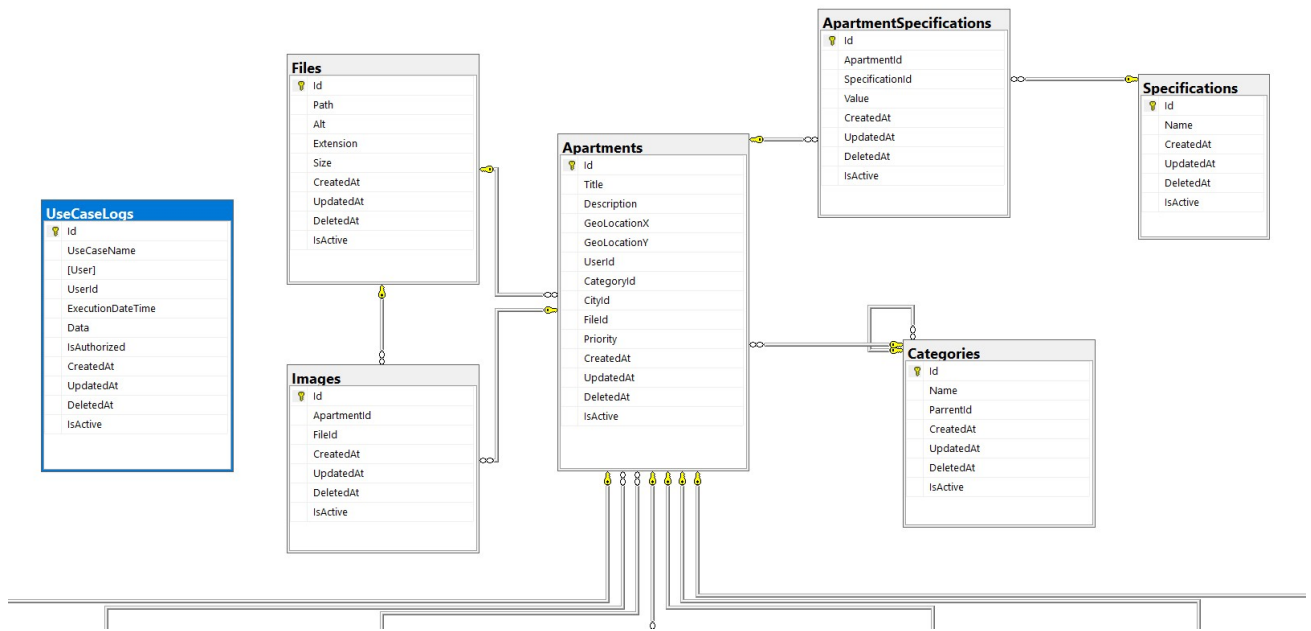 ApartmentSpecifications
Id
ApartmentId
SpecificationId
Value
CreatedAt
UpdatedAt
DeletedAt
IsActive
Files
Id
Path
Alt
Extension
Size
CreatedAt
UpdatedAt
DeletedAt
IsActive
Specifications
Id
Name
CreatedAt
UpdatedAt
DeletedAt
IsActive
Apartments
Id
Title
Description
GeoLocationX
GeoLocationY
UserId
CategoryId
CityId
FileId
Priority
CreatedAt
UpdatedAt
DeletedAt
IsActive
UseCaseLogs
Id
UseCaseName
[User]
UserId
ExecutionDateTime
Data
IsAuthorized
CreatedAt
UpdatedAt
DeletedAt
IsActive
Categories
Id
Name
ParrentId
CreatedAt
UpdatedAt
DeletedAt
IsActive
Images
Id
ApartmentId
FileId
CreatedAt
UpdatedAt
DeletedAt
IsActive